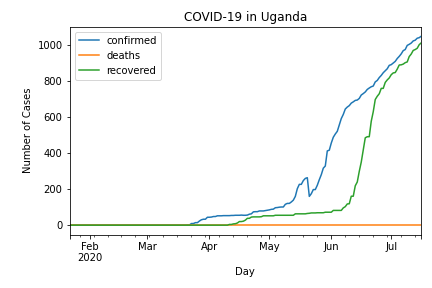 COVID-19 in Uganda
confirmed
deaths
recovered
Number of Cases
1000
800
600
400
200
0
Feb
2020
Mar
Apr
May
Jun
Jul
Day